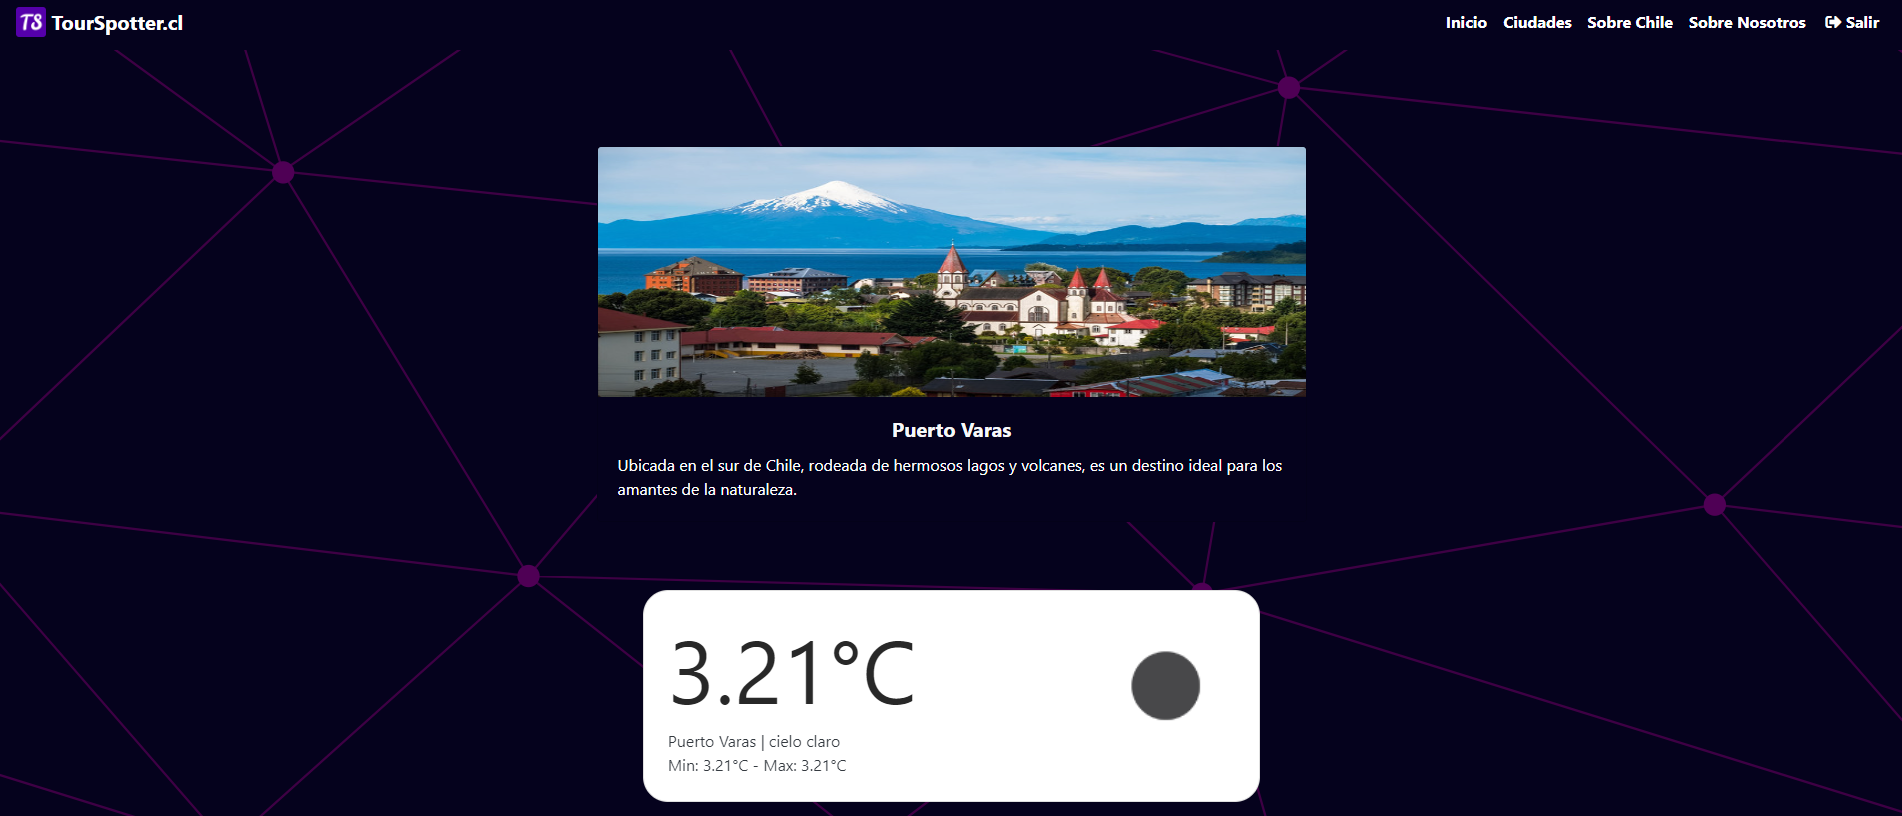 TS TourSpotter.cl
Inicio Ciudades Sobre Chile Sobre Nosotros Salir
Puerto Varas
Ubicada en el sur de Chile, rodeada de hermosos lagos y volcanes, es un destino ideal para los
amantes de la naturaleza.
3.21°C
Puerto Varas | cielo claro
Min: 3.21°C - Max: 3.21°C